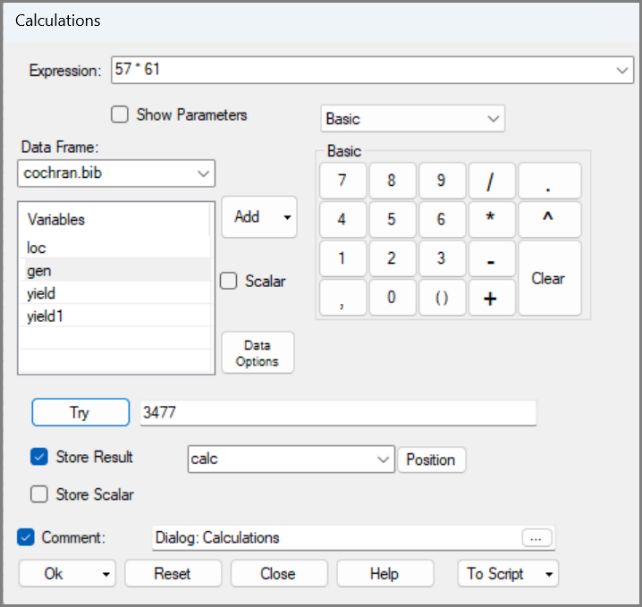 Calculations
Expression: 57 * 61
Show Parameters Basic
Data Frame: Basic
cochran.bib
7 8 9 / .
Variables Add 4 5 6 * ^
loc
gen Scalar 1 2 3 - Clear
yield
yield1 , 0 ( ) +
Data
Options
Try 3477
Store Result calc Position
Store Scalar
Comment: Dialog: Calculations ...
Ok Reset Close Help To Script